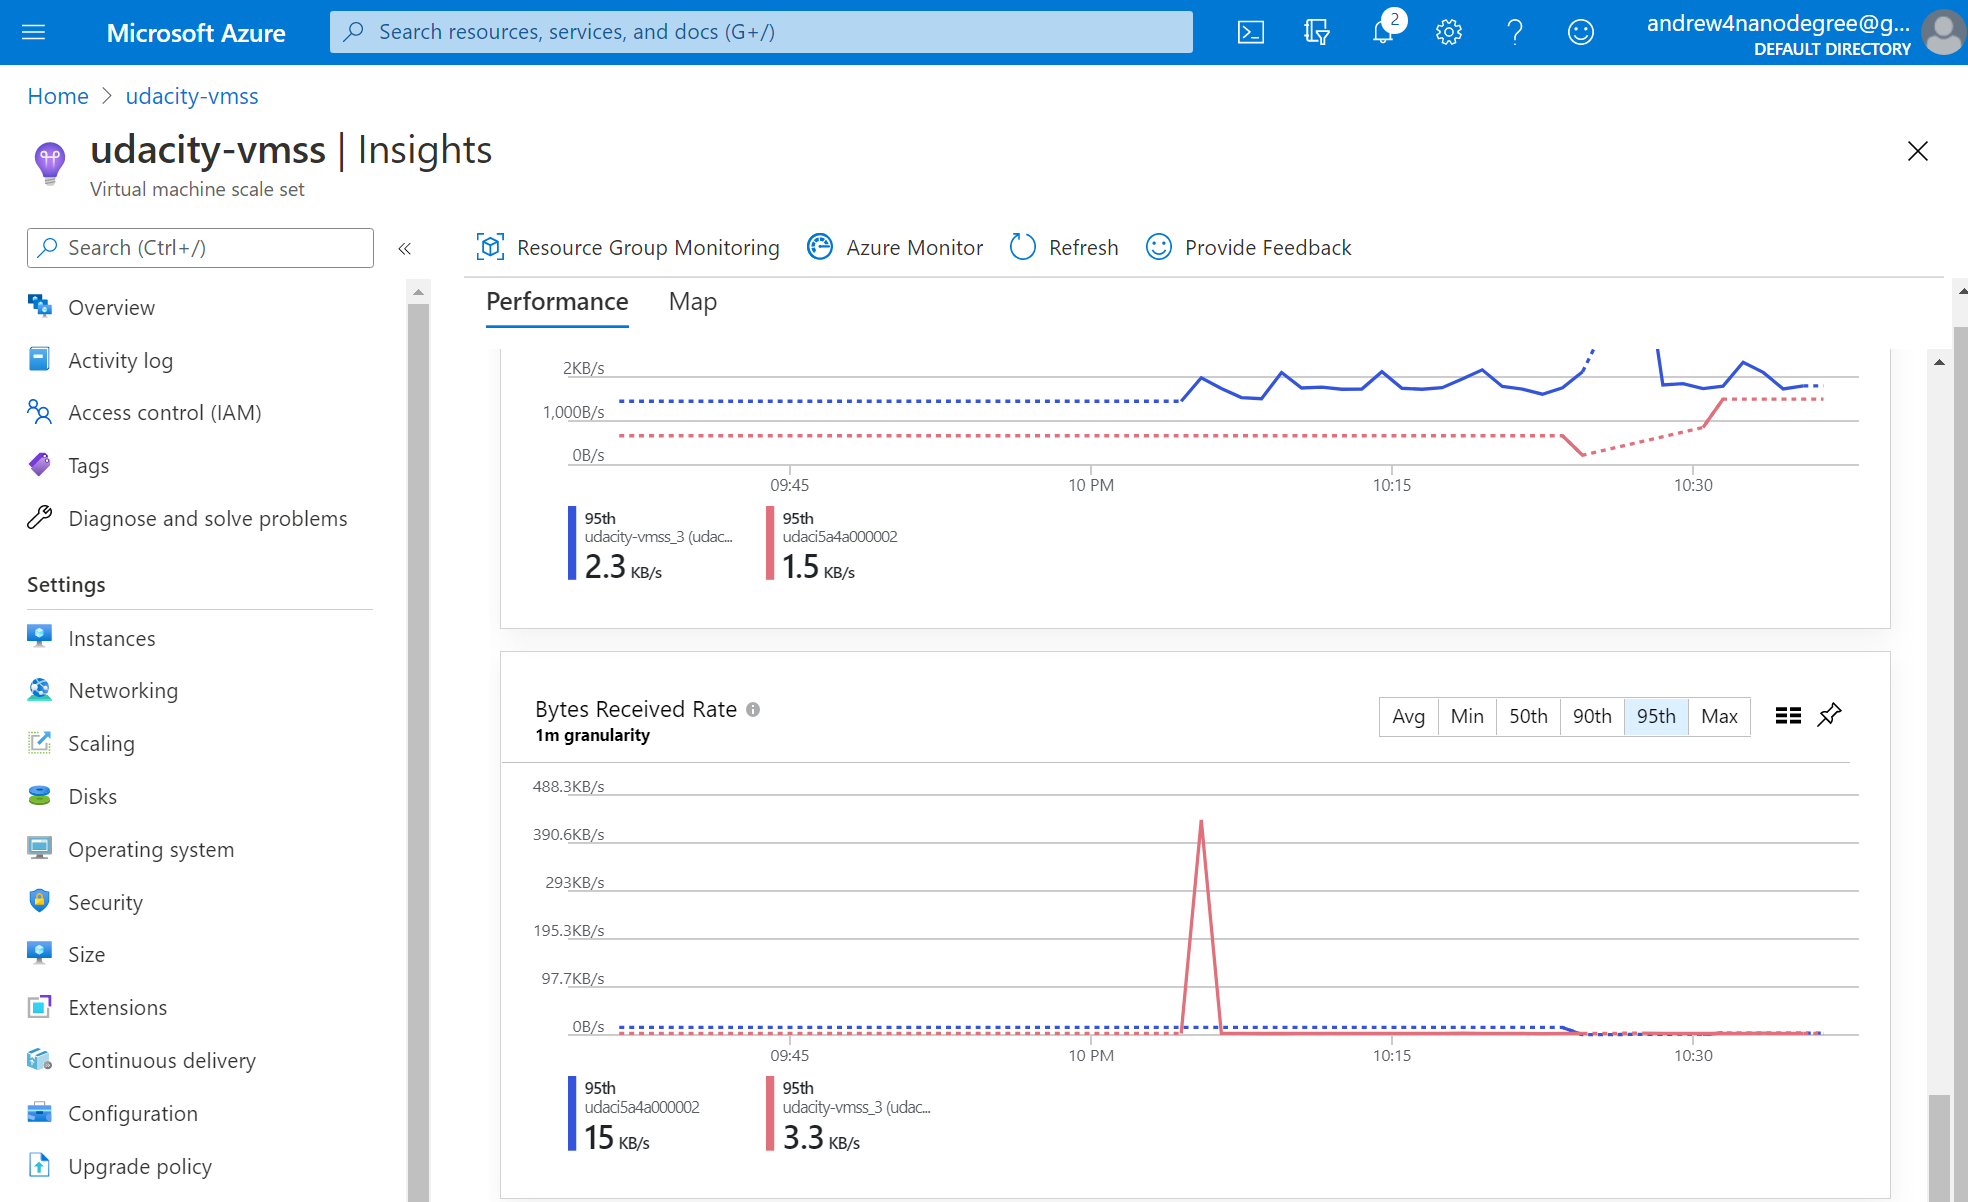 Microsoft Azure
Search resources, services, and docs (G+/)
2
andrew4nanodegree@g...
DEFAULT DIRECTORY
Home > udacity-vmss
udacity-vmss | Insights
Virtual machine scale set
Search (Ctrl+/)
«
Overview
Activity log
Access control (IAM)
Tags
Diagnose and solve problems
Settings
Instances
Networking
Scaling
Disks
Operating system
Security
Size
Extensions
Continuous delivery
Configuration
Upgrade policy
Resource Group Monitoring
Azure Monitor
Refresh
Provide Feedback
Performance
Map
2KB/s
1,000B/s
0B/s
09:45
10 PM
10:15
10:30
95th
udacity-vmss_3 (udac...
2.3 KB/s
95th
udaci5a4a000002
1.5 KB/s
Bytes Received Rate
1m granularity
Avg
Min
50th
90th
95th
Max
488.3KB/s
390.6KB/s
293KB/s
195.3KB/s
97.7KB/s
0B/s
09:45
10 PM
10:15
10:30
95th
udaci5a4a000002
15 KB/s
95th
udacity-vmss_3 (udac...
3.3 KB/s